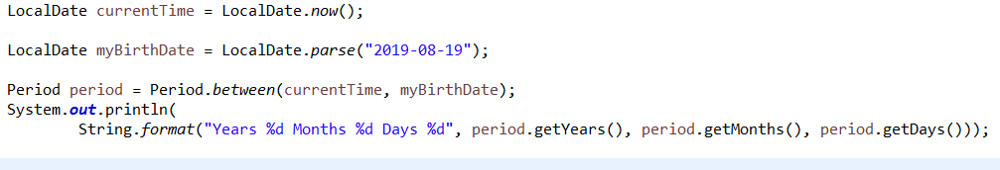 LocalDate currentTime = LocalDate.now();
LocalDate myBirthDate = LocalDate.parse("2019-08-19");
Period period = Period.between(currentTime, myBirthDate);
System.out.println(
String.format("Years %d Months %d Days %d", period.getYears(), period.getMonths(), period.getDays()));